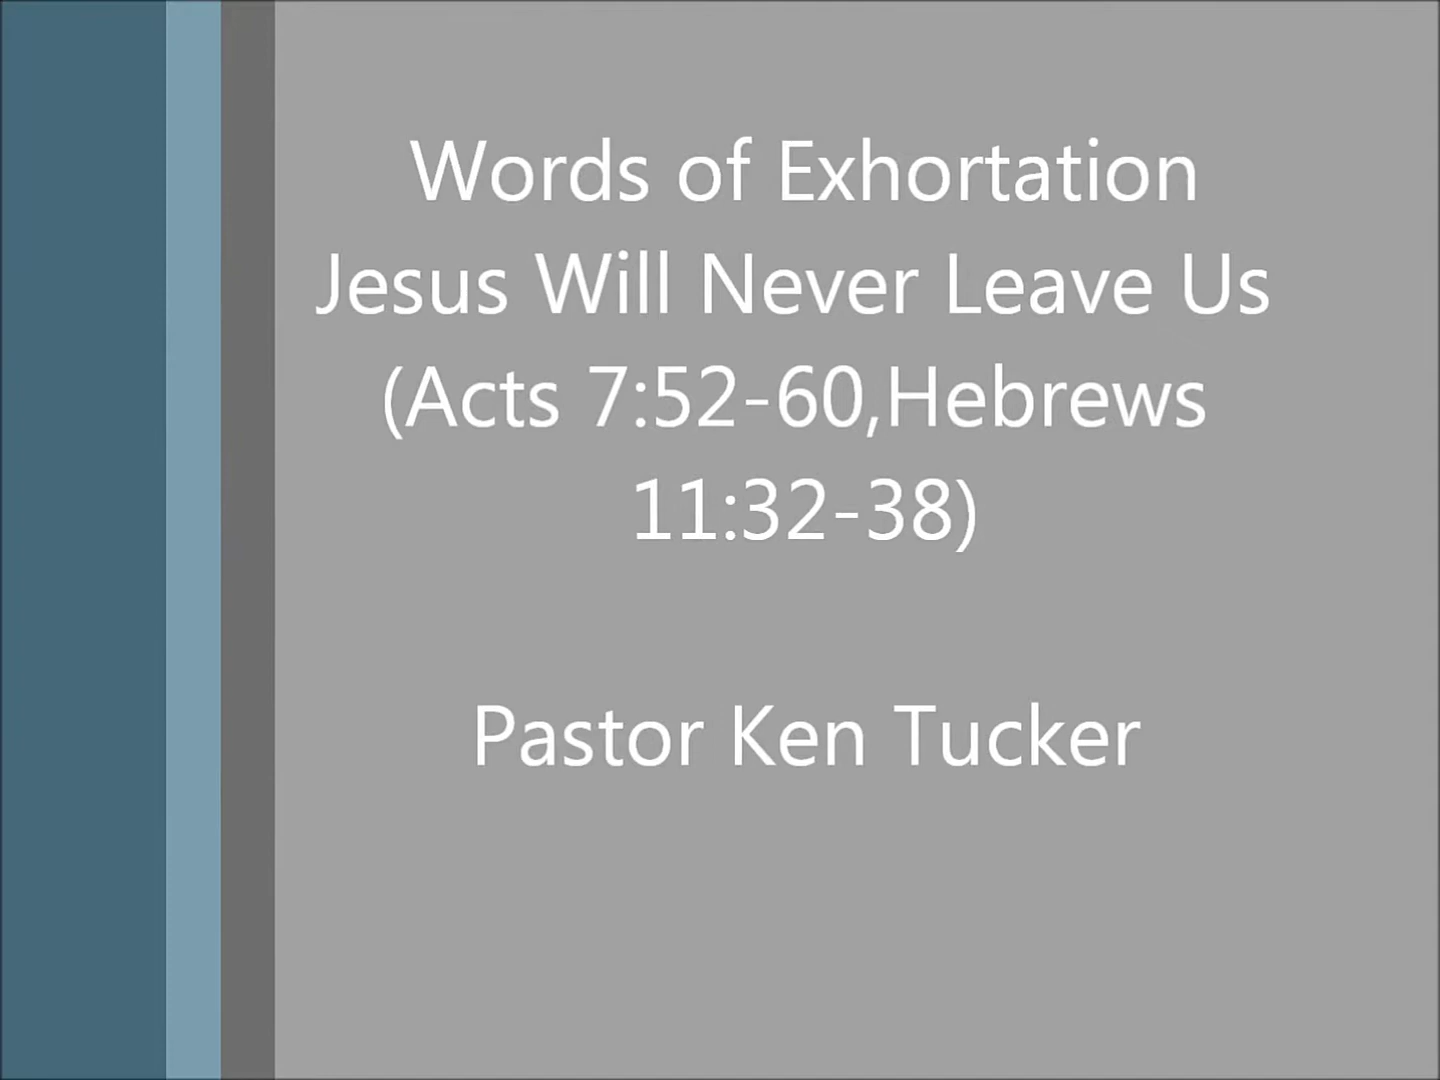 Words of Exhortation
Jesus Will Never Leave Us
(Acts 7:52-60,Hebrews
11:32-38)
Pastor Ken Tucker